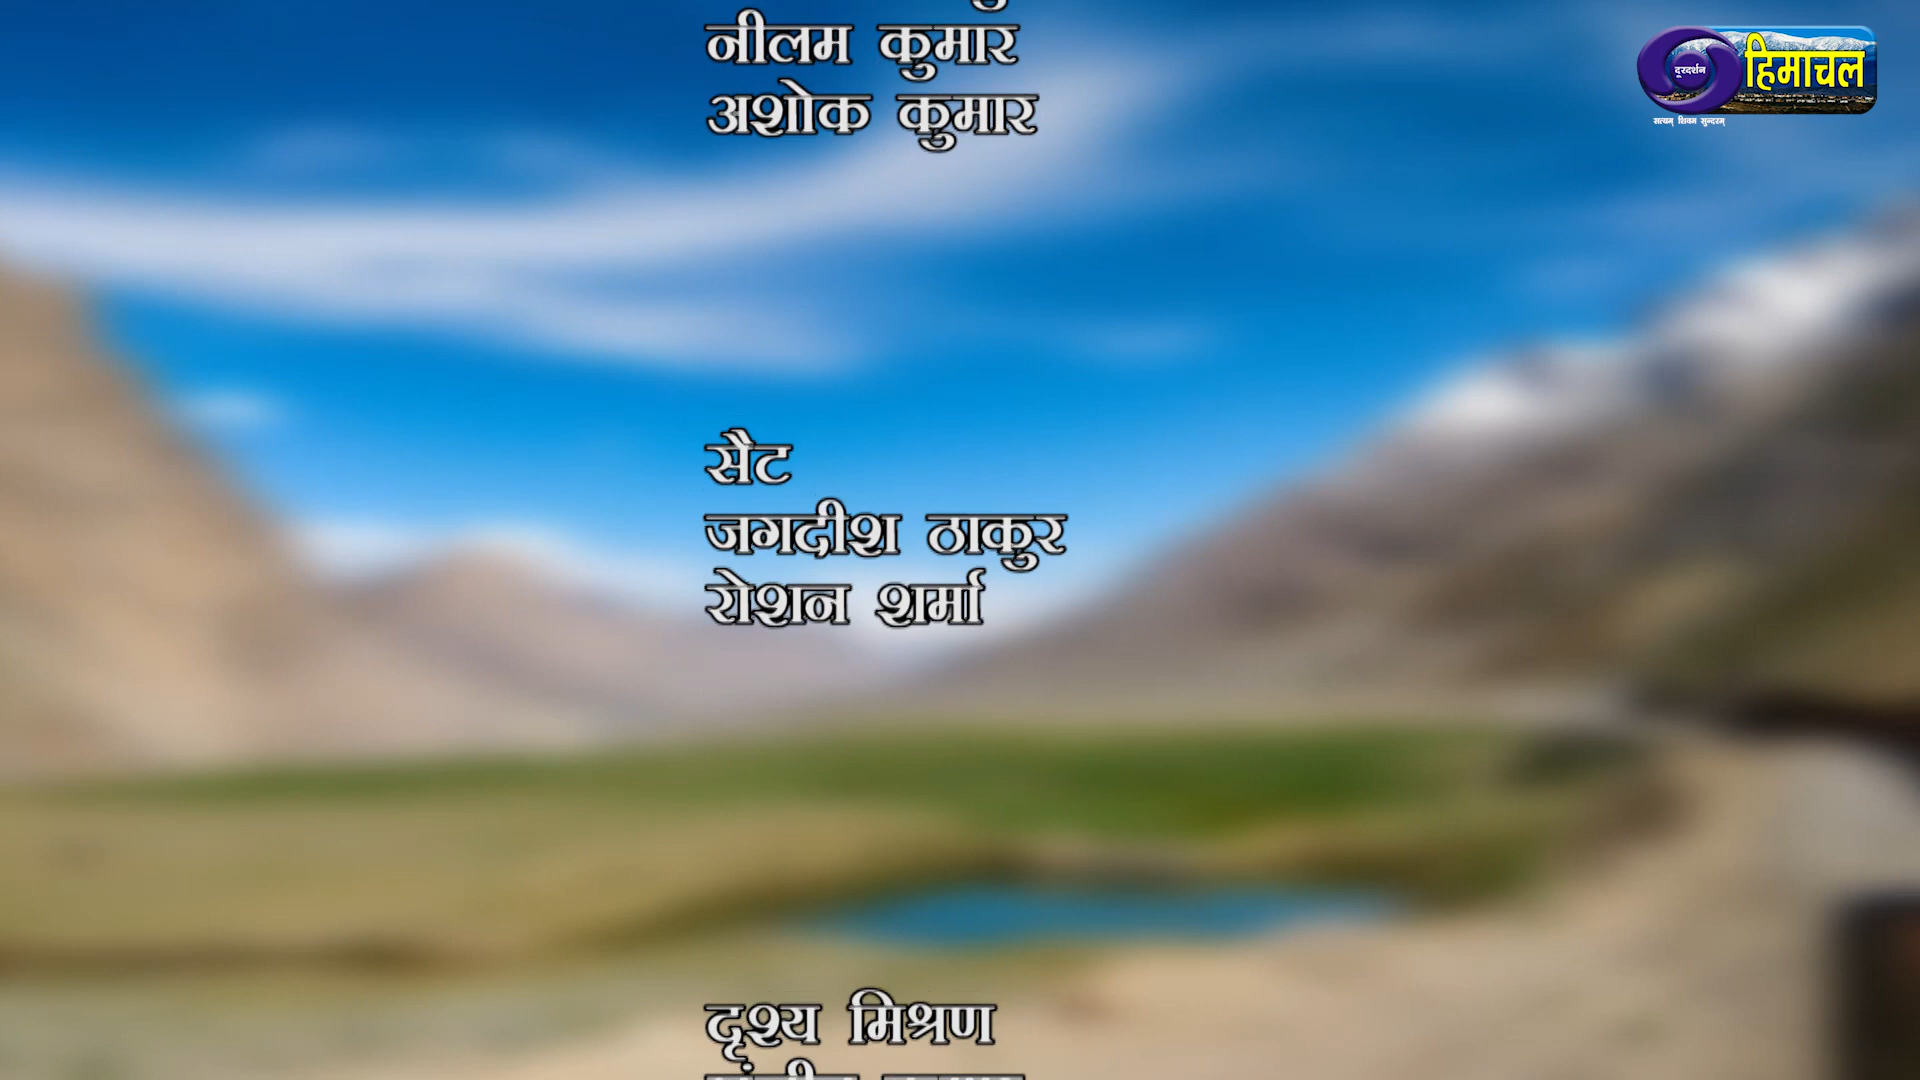 नीलम कुमार
अशोक कुमार
दूरदर्शन
हिमाचल
सत्यम् शिवम सुन्दरम्
सैट
जगदीश ठाकुर
रोशन शर्मा
दृश्य मिश्रण